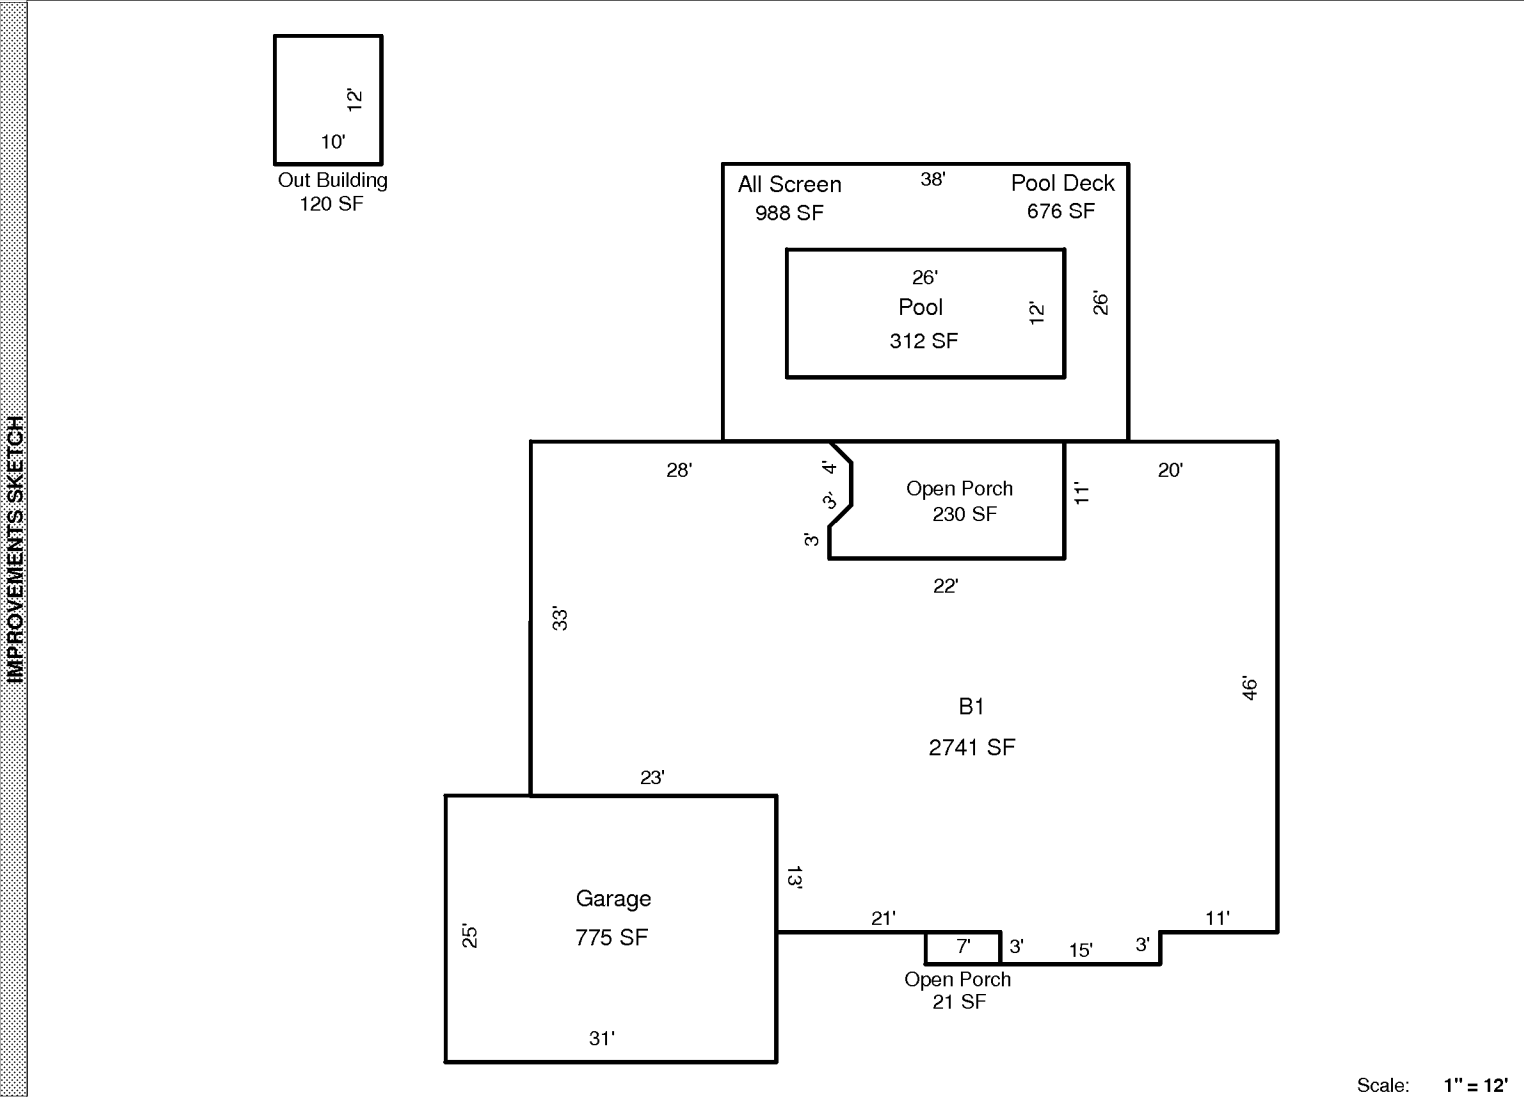 IMPROVEMENTS SKETCH
12'
10'
Out Building
120 SF
All Screen
988 SF
38'
Pool Deck
676 SF
26'
Pool
312 SF
12'
26'
28'
4'
3'
3'
Open Porch
230 SF
11'
20'
22'
33'
46'
B1
2741 SF
23'
Garage
775 SF
25'
31'
13'
21'
7'
3'
15'
3'
11'
Open Porch
21 SF
Scale: 1" = 12'